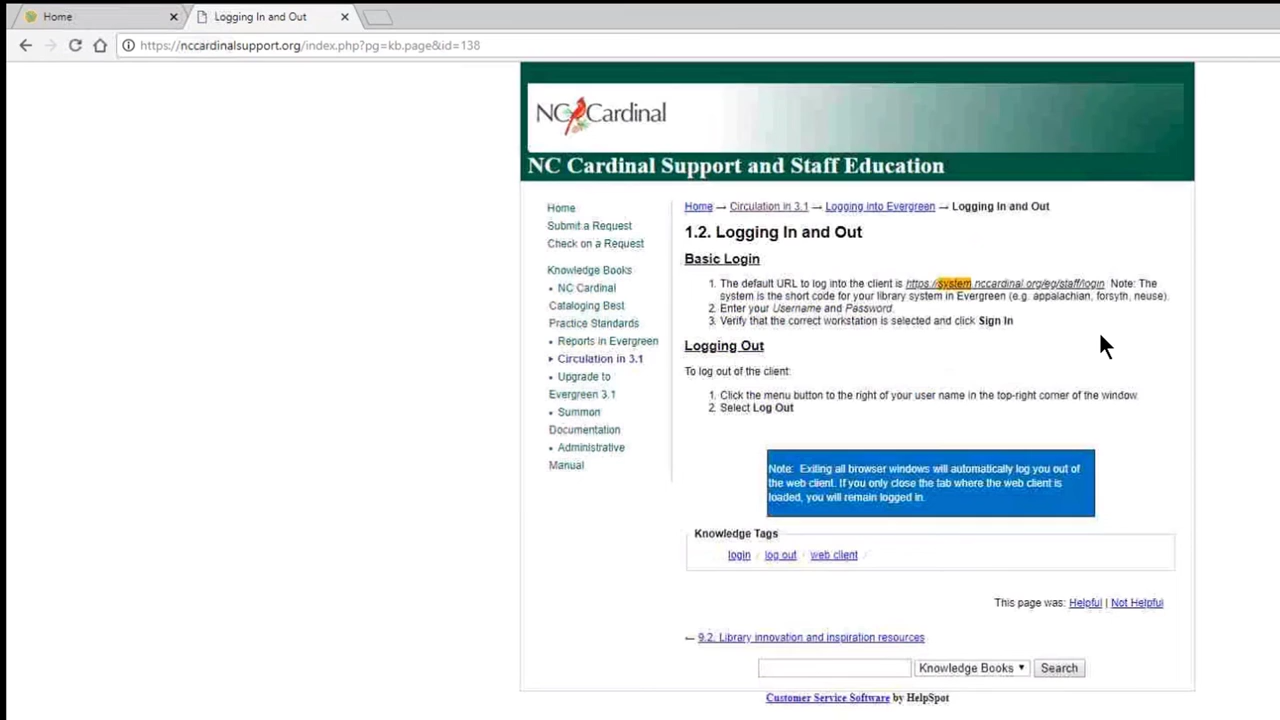 Home
Logging In and Out
https://nccardinalsupport.org/index.php?pg=kb.page&id=138
NC Cardinal
NC Cardinal Support and Staff Education
Home
Submit a Request
Check on a Request
Knowledge Books
• NC Cardinal
Cataloging Best
Practice Standards
• Reports in Evergreen
Circulation in 3.1
• Upgrade to
Evergreen 3.1
• Summon
Documentation
• Administrative
Manual
Home → Circulation in 3.1 → Logging into Evergreen → Logging In and Out
1.2. Logging In and Out
Basic Login
1. The default URL to log into the client is https://system.nccardinal.org/eg/staff/login Note: The
system is the short code for your library system in Evergreen (e.g. appalachian, forsyth, neuse).
2. Enter your Username and Password.
3. Verify that the correct workstation is selected and click Sign In
Logging Out
To log out of the client:
1. Click the menu button to the right of your user name in the top-right corner of the window.
2. Select Log Out
Note: Exiting all browser windows will automatically log you out of
the web client. If you only close the tab where the web client is
loaded, you will remain logged in.
Knowledge Tags
login / log out / web client /
This page was: Helpful | Not Helpful
← 9.2. Library innovation and inspiration resources
Knowledge Books
Search
Customer Service Software by HelpSpot